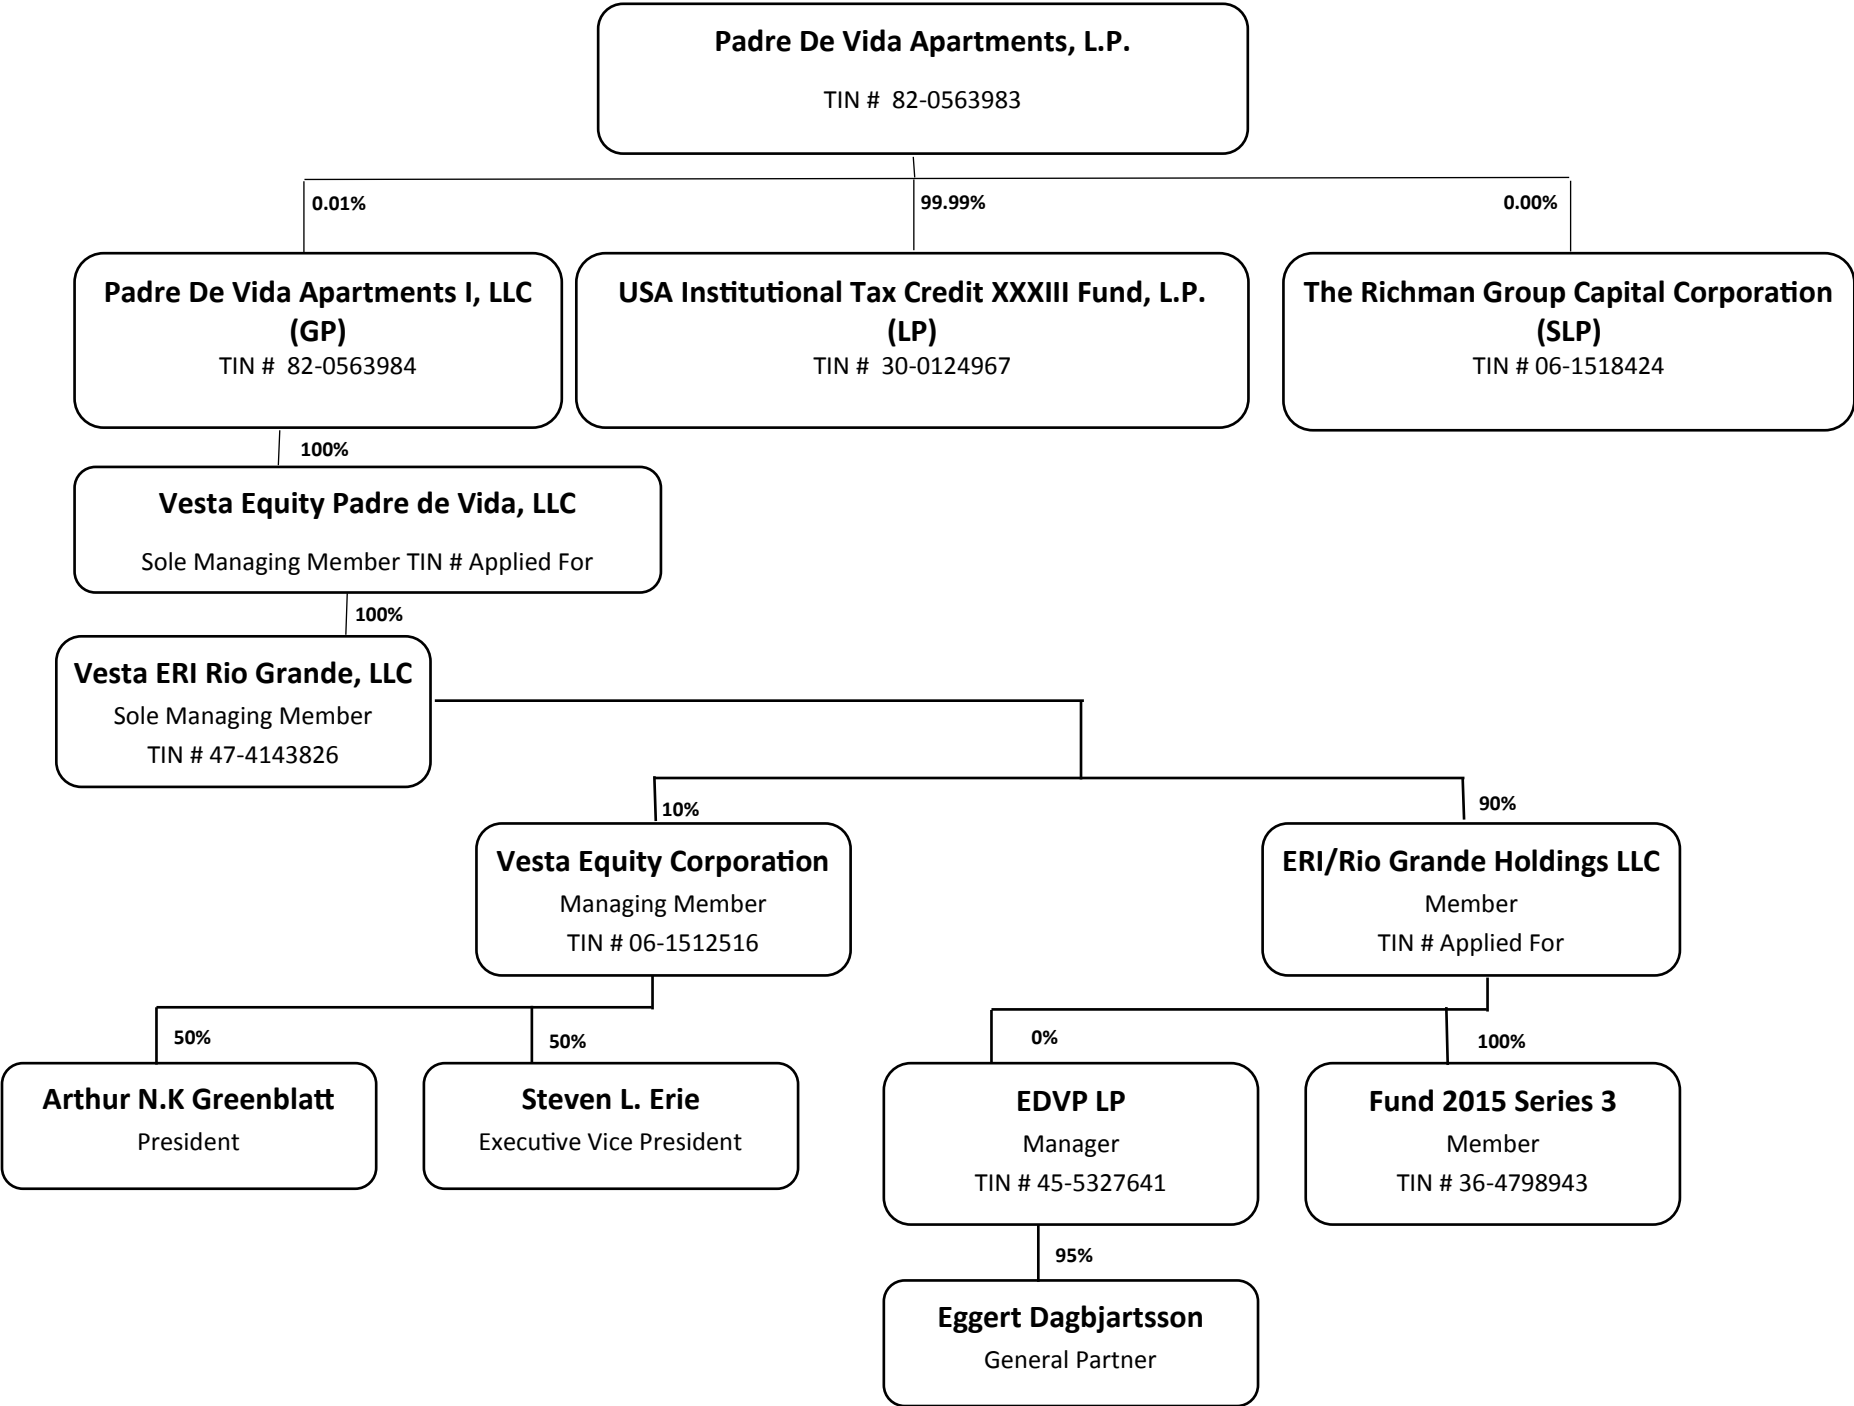 Padre De Vida Apartments, L.P.
TIN # 82-0563983
0.01%
99.99%
0.00%
Padre De Vida Apartments I, LLC
(GP)
TIN # 82-0563984
USA Institutional Tax Credit XXXIII Fund, L.P.
(LP)
TIN # 30-0124967
The Richman Group Capital Corporation
(SLP)
TIN # 06-1518424
100%
Vesta Equity Padre de Vida, LLC
Sole Managing Member TIN # Applied For
100%
Vesta ERI Rio Grande, LLC
Sole Managing Member
TIN # 47-4143826
10%
90%
Vesta Equity Corporation
Managing Member
TIN # 06-1512516
ERI/Rio Grande Holdings LLC
Member
TIN # Applied For
50%
50%
0%
100%
Arthur N.K Greenblatt
President
Steven L. Erie
Executive Vice President
EDVP LP
Manager
TIN # 45-5327641
Fund 2015 Series 3
Member
TIN # 36-4798943
95%
Eggert Dagbjartsson
General Partner